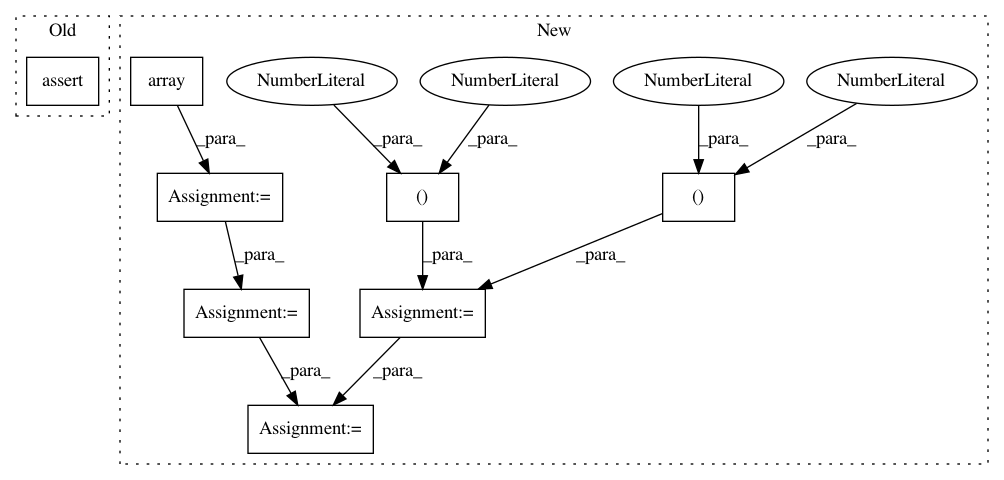 Old
New
assert
array
NumberLiteral
NumberLiteral
NumberLiteral
NumberLiteral
_para_
_para_
_para_
_para_
_para_
Assignment:=
()
()
_para_
_para_
_para_
Assignment:=
Assignment:=
_para_
_para_
Assignment:=